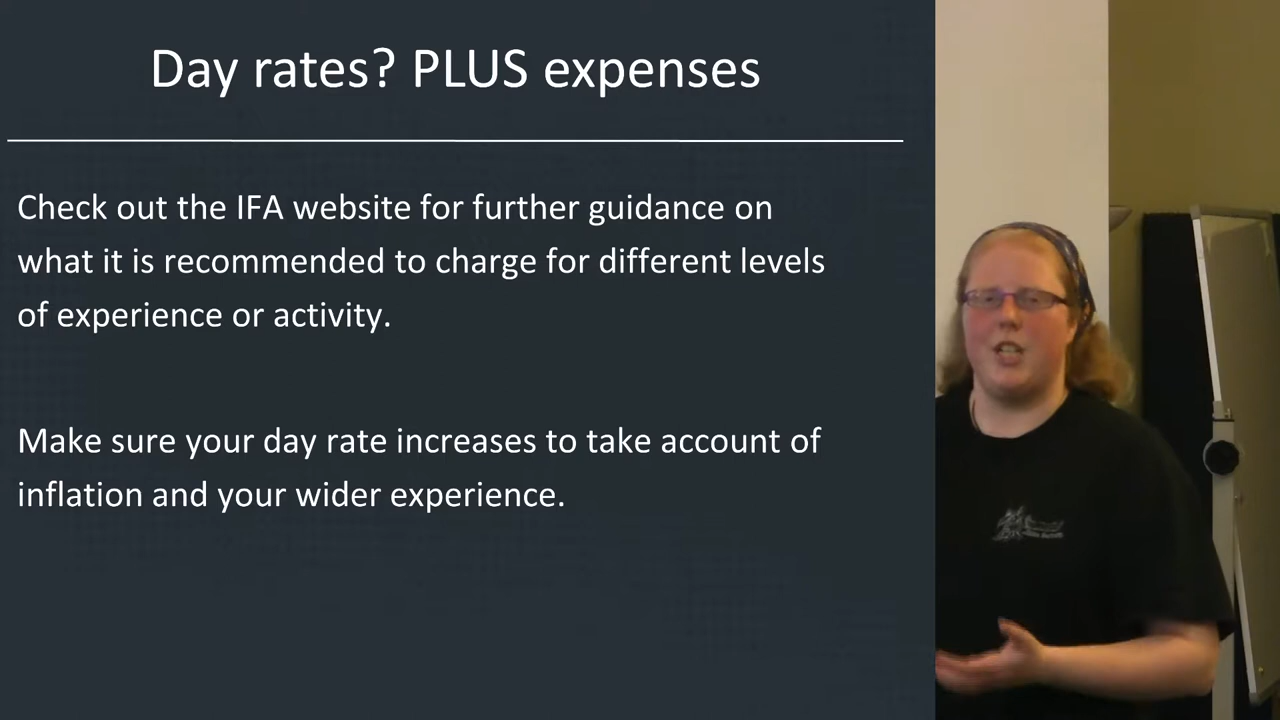 Day rates? PLUS expenses
Check out the IFA website for further guidance on
what it is recommended to charge for different levels
of experience or activity.
Make sure your day rate increases to take account of
inflation and your wider experience.